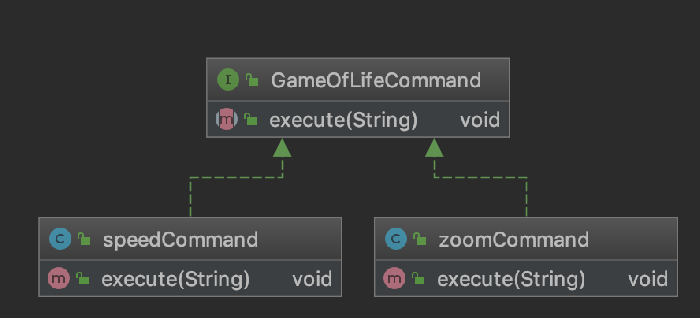 I GameOfLifeCommand
m execute(String) void
C speedCommand
m execute(String) void
C zoomCommand
m execute(String) void